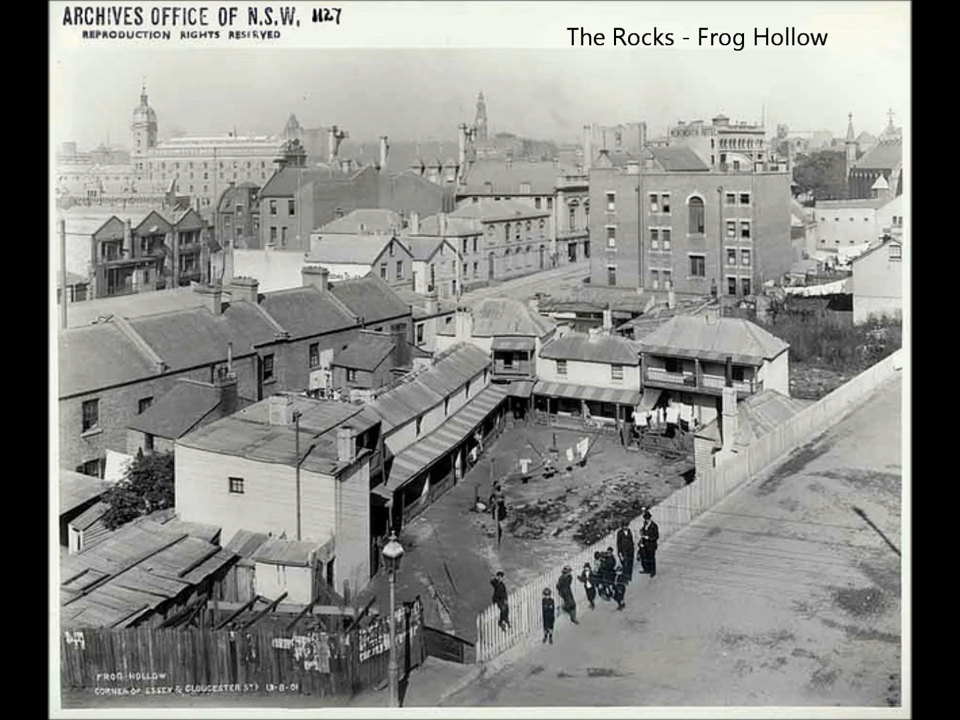 ARCHIVES OFFICE OF N.S.W. 1127
REPRODUCTION RIGHTS RESERVED
The Rocks - Frog Hollow
FROG HOLLOW
CORNER OF ESSEX & GLOUCESTER STS 19-8-01